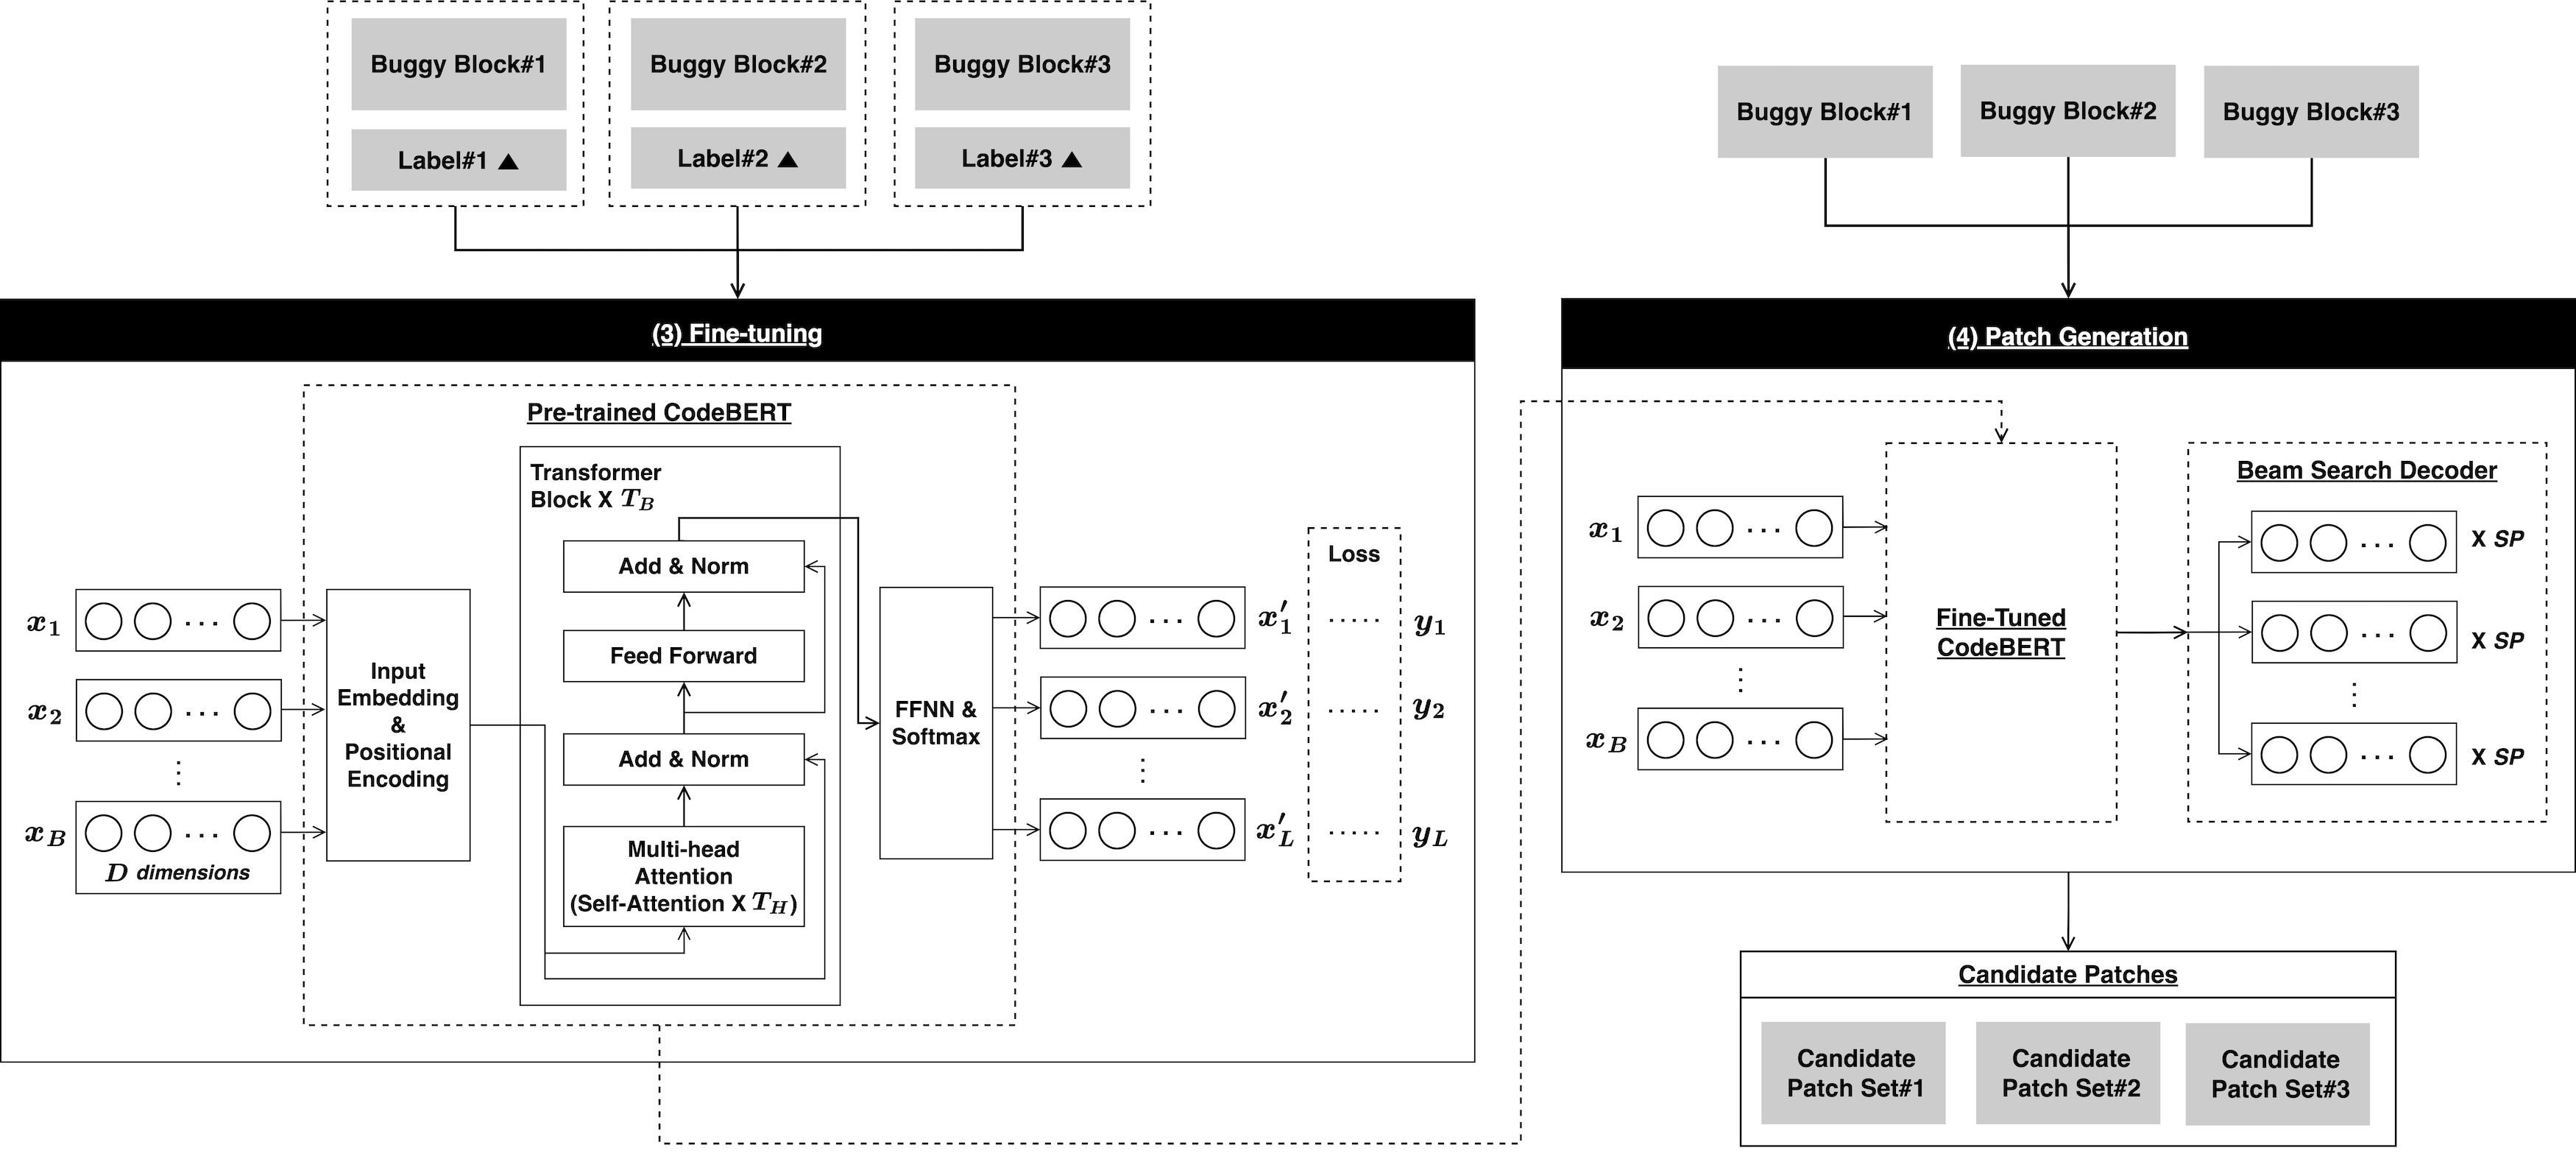 Buggy Block#1
Label#1 ▲
Buggy Block#2
Label#2 ▲
Buggy Block#3
Label#3 ▲
(3) Fine-tuning
Pre-trained CodeBERT
x_1
x_2
⋮
x_B
...
...
...
D dimensions
Input
Embedding
&
Positional
Encoding
Transformer
Block X T_B
Add & Norm
Feed Forward
Add & Norm
Multi-head
Attention
(Self-Attention X T_H)
FFNN &
Softmax
...
x'_1
...
x'_2
⋮
...
x'_L
Loss
.....
.....
.....
y_1
y_2
y_L
Buggy Block#1
Buggy Block#2
Buggy Block#3
(4) Patch Generation
x_1
...
x_2
...
⋮
x_B
...
Fine-Tuned
CodeBERT
Beam Search Decoder
... X SP
... X SP
⋮
... X SP
Candidate Patches
Candidate
Patch Set#1
Candidate
Patch Set#2
Candidate
Patch Set#3